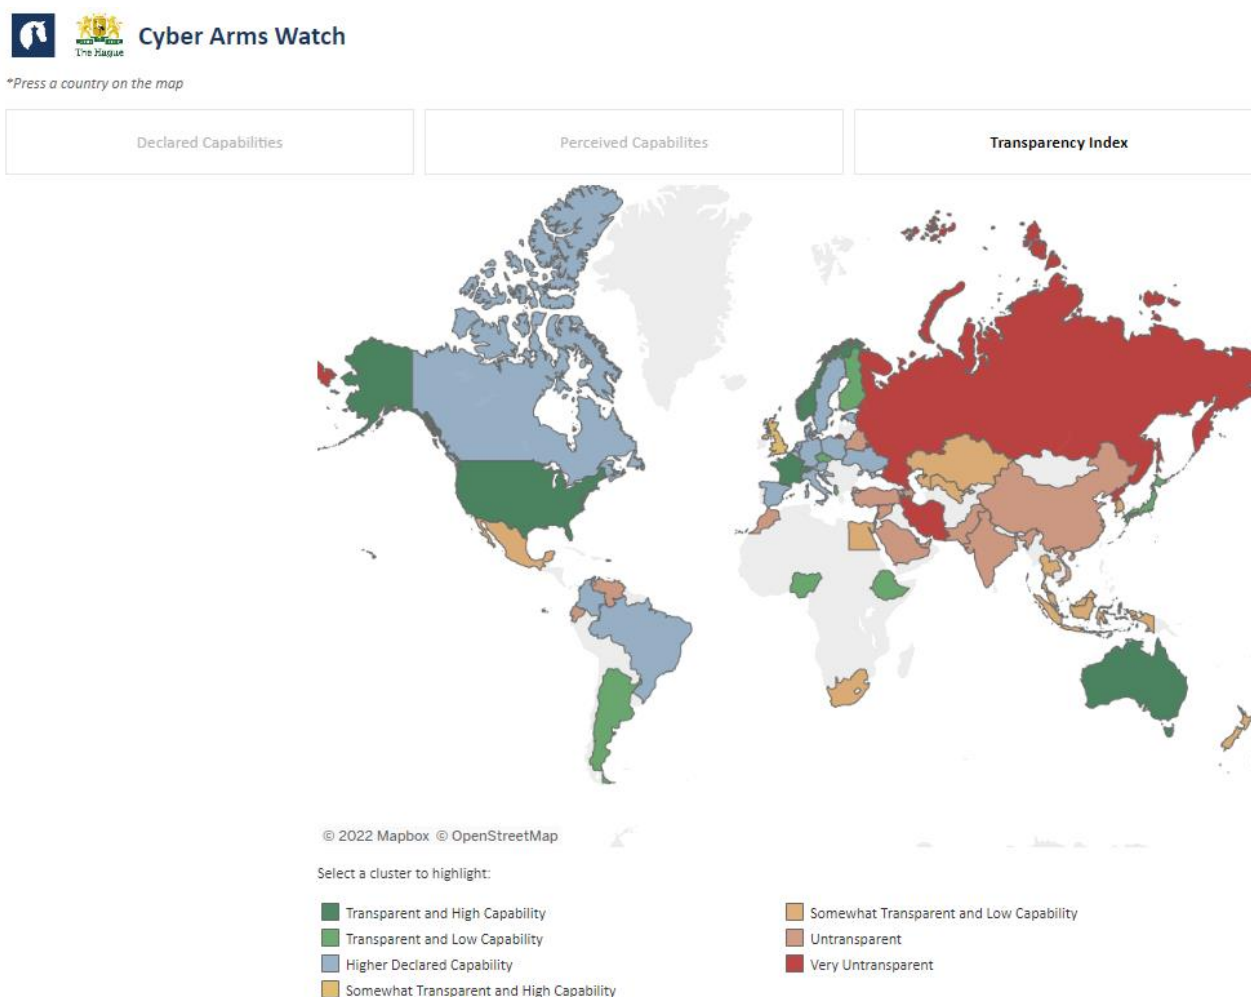 The Hague
Cyber Arms Watch
*Press a country on the map
Declared Capabilities
Perceived Capabilites
Transparency Index
© 2022 Mapbox © OpenStreetMap
Select a cluster to highlight:
Transparent and High Capability
Transparent and Low Capability
Higher Declared Capability
Somewhat Transparent and High Capability
Somewhat Transparent and Low Capability
Untransparent
Very Untransparent